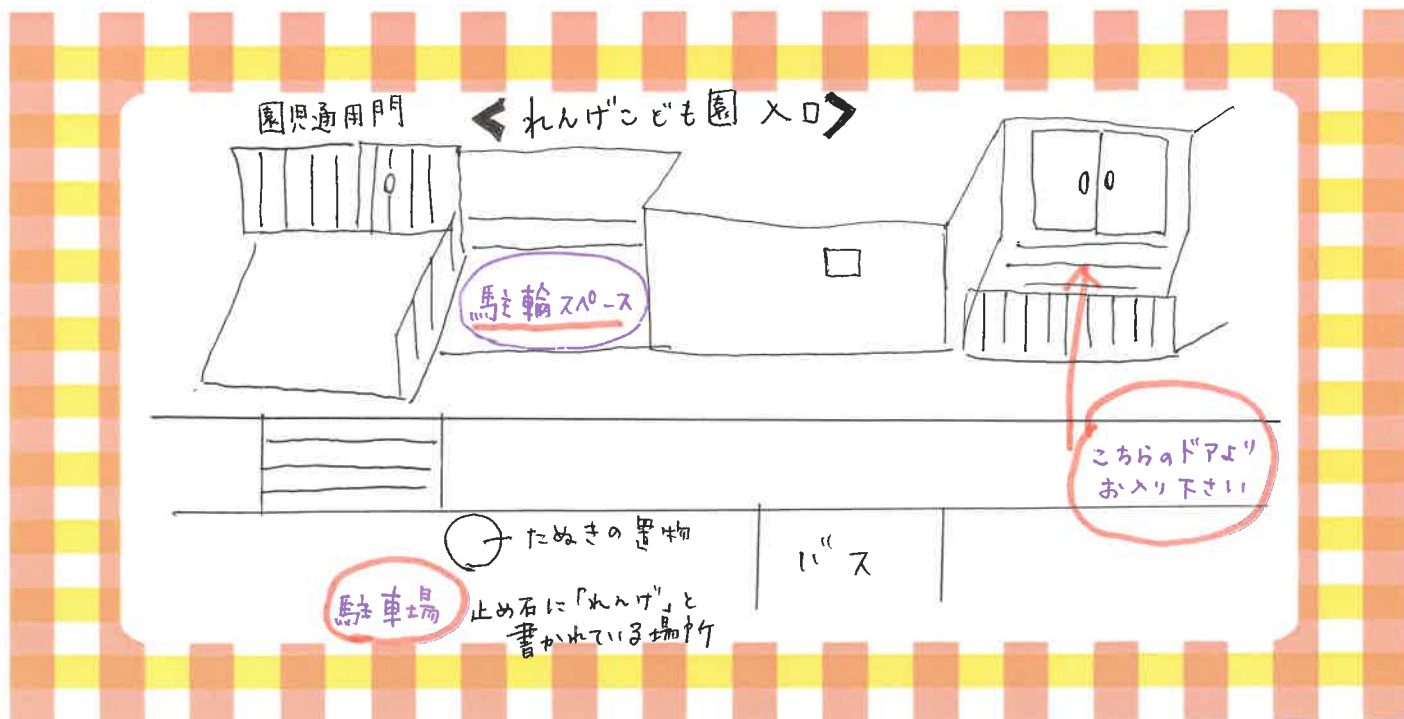 園児通用門
<れんげこども園 入口>
駐輪スペース
こちらのドアより
お入り下さい
たぬきの置物
バス
駐車場
止め石に「れんげ」と
書かれている場所